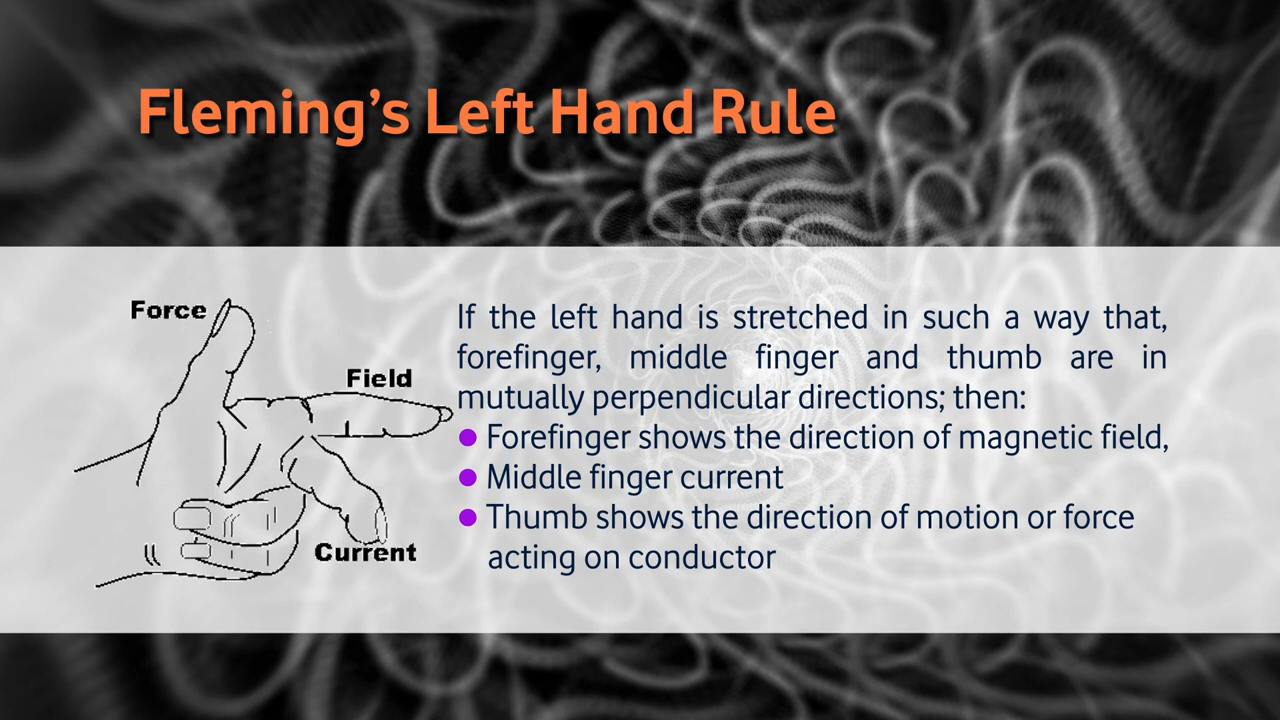 Fleming’s Left Hand Rule
Force
Field
Current
If the left hand is stretched in such a way that,
forefinger, middle finger and thumb are in
mutually perpendicular directions; then:
● Forefinger shows the direction of magnetic field,
● Middle finger current
● Thumb shows the direction of motion or force
acting on conductor